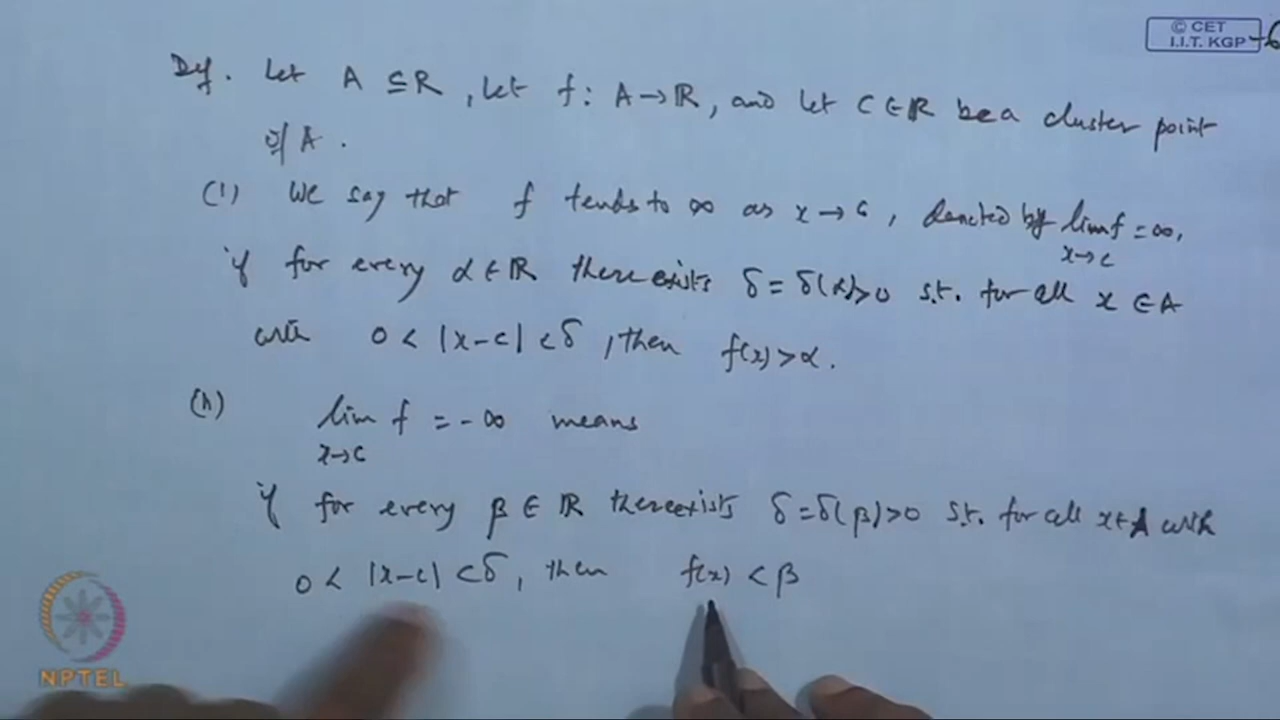 © CET
I.I.T. KGP
Def. Let A ⊆ R, let f: A → ℝ, and let c ∈ ℝ be a cluster point
of A.
(1) We say that f tends to ∞ as x → c, denoted by lim f = ∞,
x→c
if for every α ∈ ℝ there exists δ = δ(α) > 0 s.t. for all x ∈ A
with 0 < |x-c| < δ, then f(x) > α.
lim f = -∞ means
x→c
if for every β ∈ ℝ there exists δ = δ(β) > 0 s.t. for all x ∈ A with
0 < |x-c| < δ, then f(x) < β
NPTEL